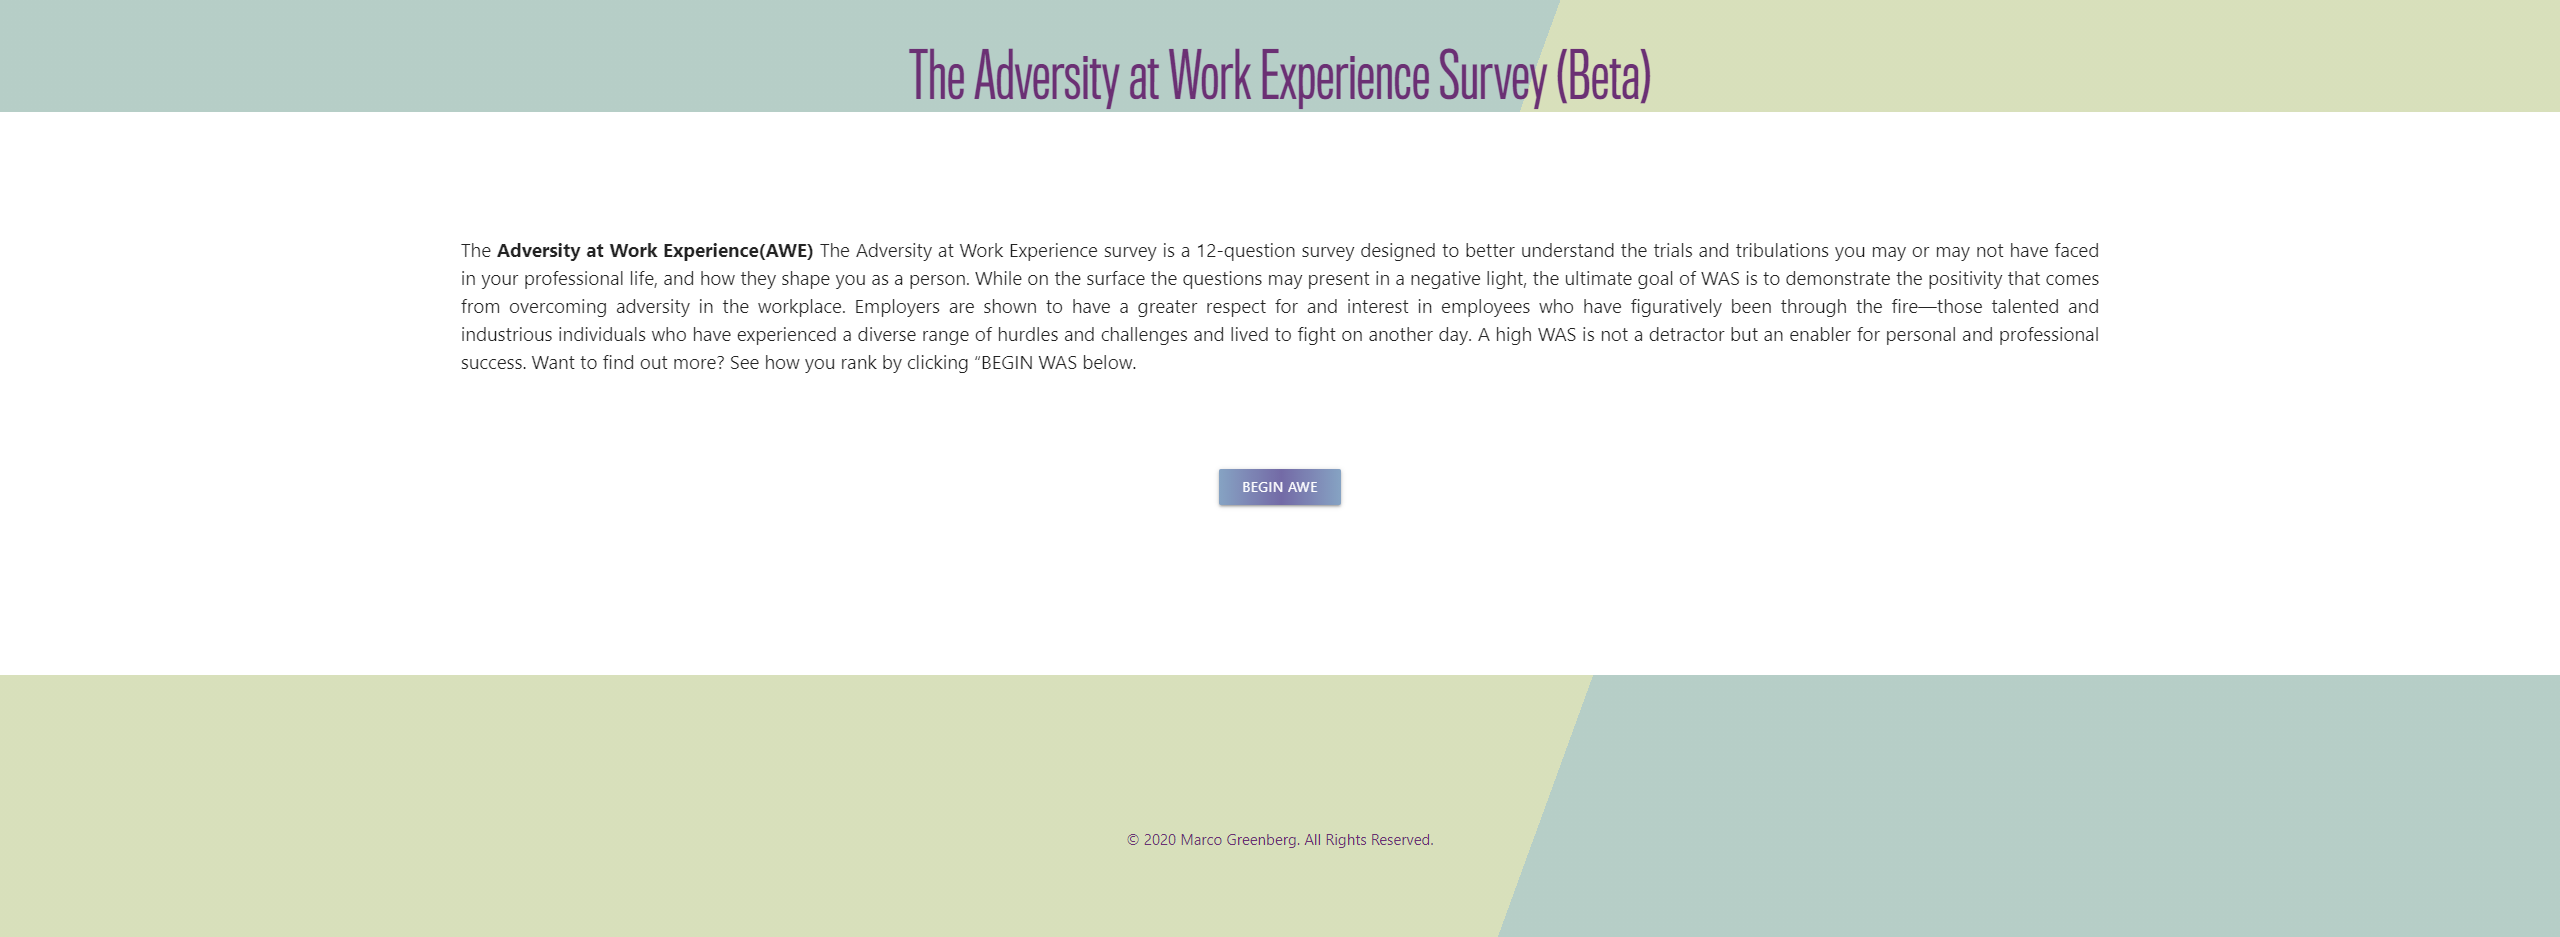 The Adversity at Work Experience Survey (Beta)
The Adversity at Work Experience(AWE) The Adversity at Work Experience survey is a 12-question survey designed to better understand the trials and tribulations you may or may not have faced
in your professional life, and how they shape you as a person. While on the surface the questions may present in a negative light, the ultimate goal of WAS is to demonstrate the positivity that comes
from overcoming adversity in the workplace. Employers are shown to have a greater respect for and interest in employees who have figuratively been through the fire—those talented and
industrious individuals who have experienced a diverse range of hurdles and challenges and lived to fight on another day. A high WAS is not a detractor but an enabler for personal and professional
success. Want to find out more? See how you rank by clicking “BEGIN WAS below.
BEGIN AWE
© 2020 Marco Greenberg. All Rights Reserved.